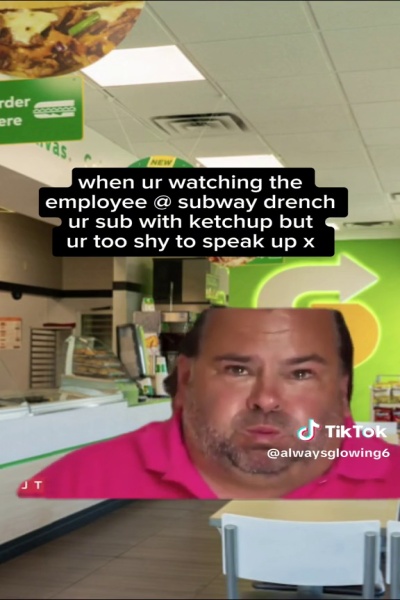 rder
ere
NEW
when ur watching the
employee @ subway drench
ur sub with ketchup but
ur too shy to speak up x
TikTok
@alwaysglowing6
J T